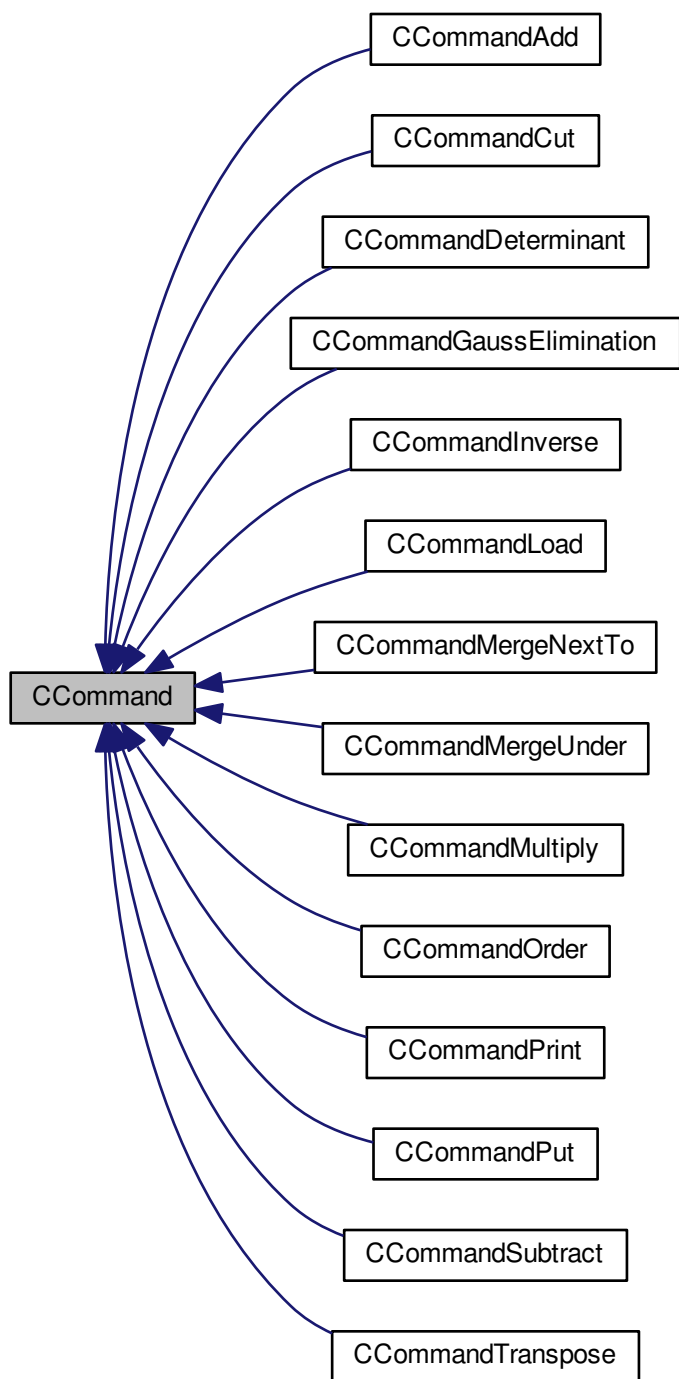 CCommandAdd
CCommandCut
CCommandDeterminant
CCommandGaussElimination
CCommandInverse
CCommandLoad
CCommandMergeNextTo
CCommand
CCommandMergeUnder
CCommandMultiply
CCommandOrder
CCommandPrint
CCommandPut
CCommandSubtract
CCommandTranspose